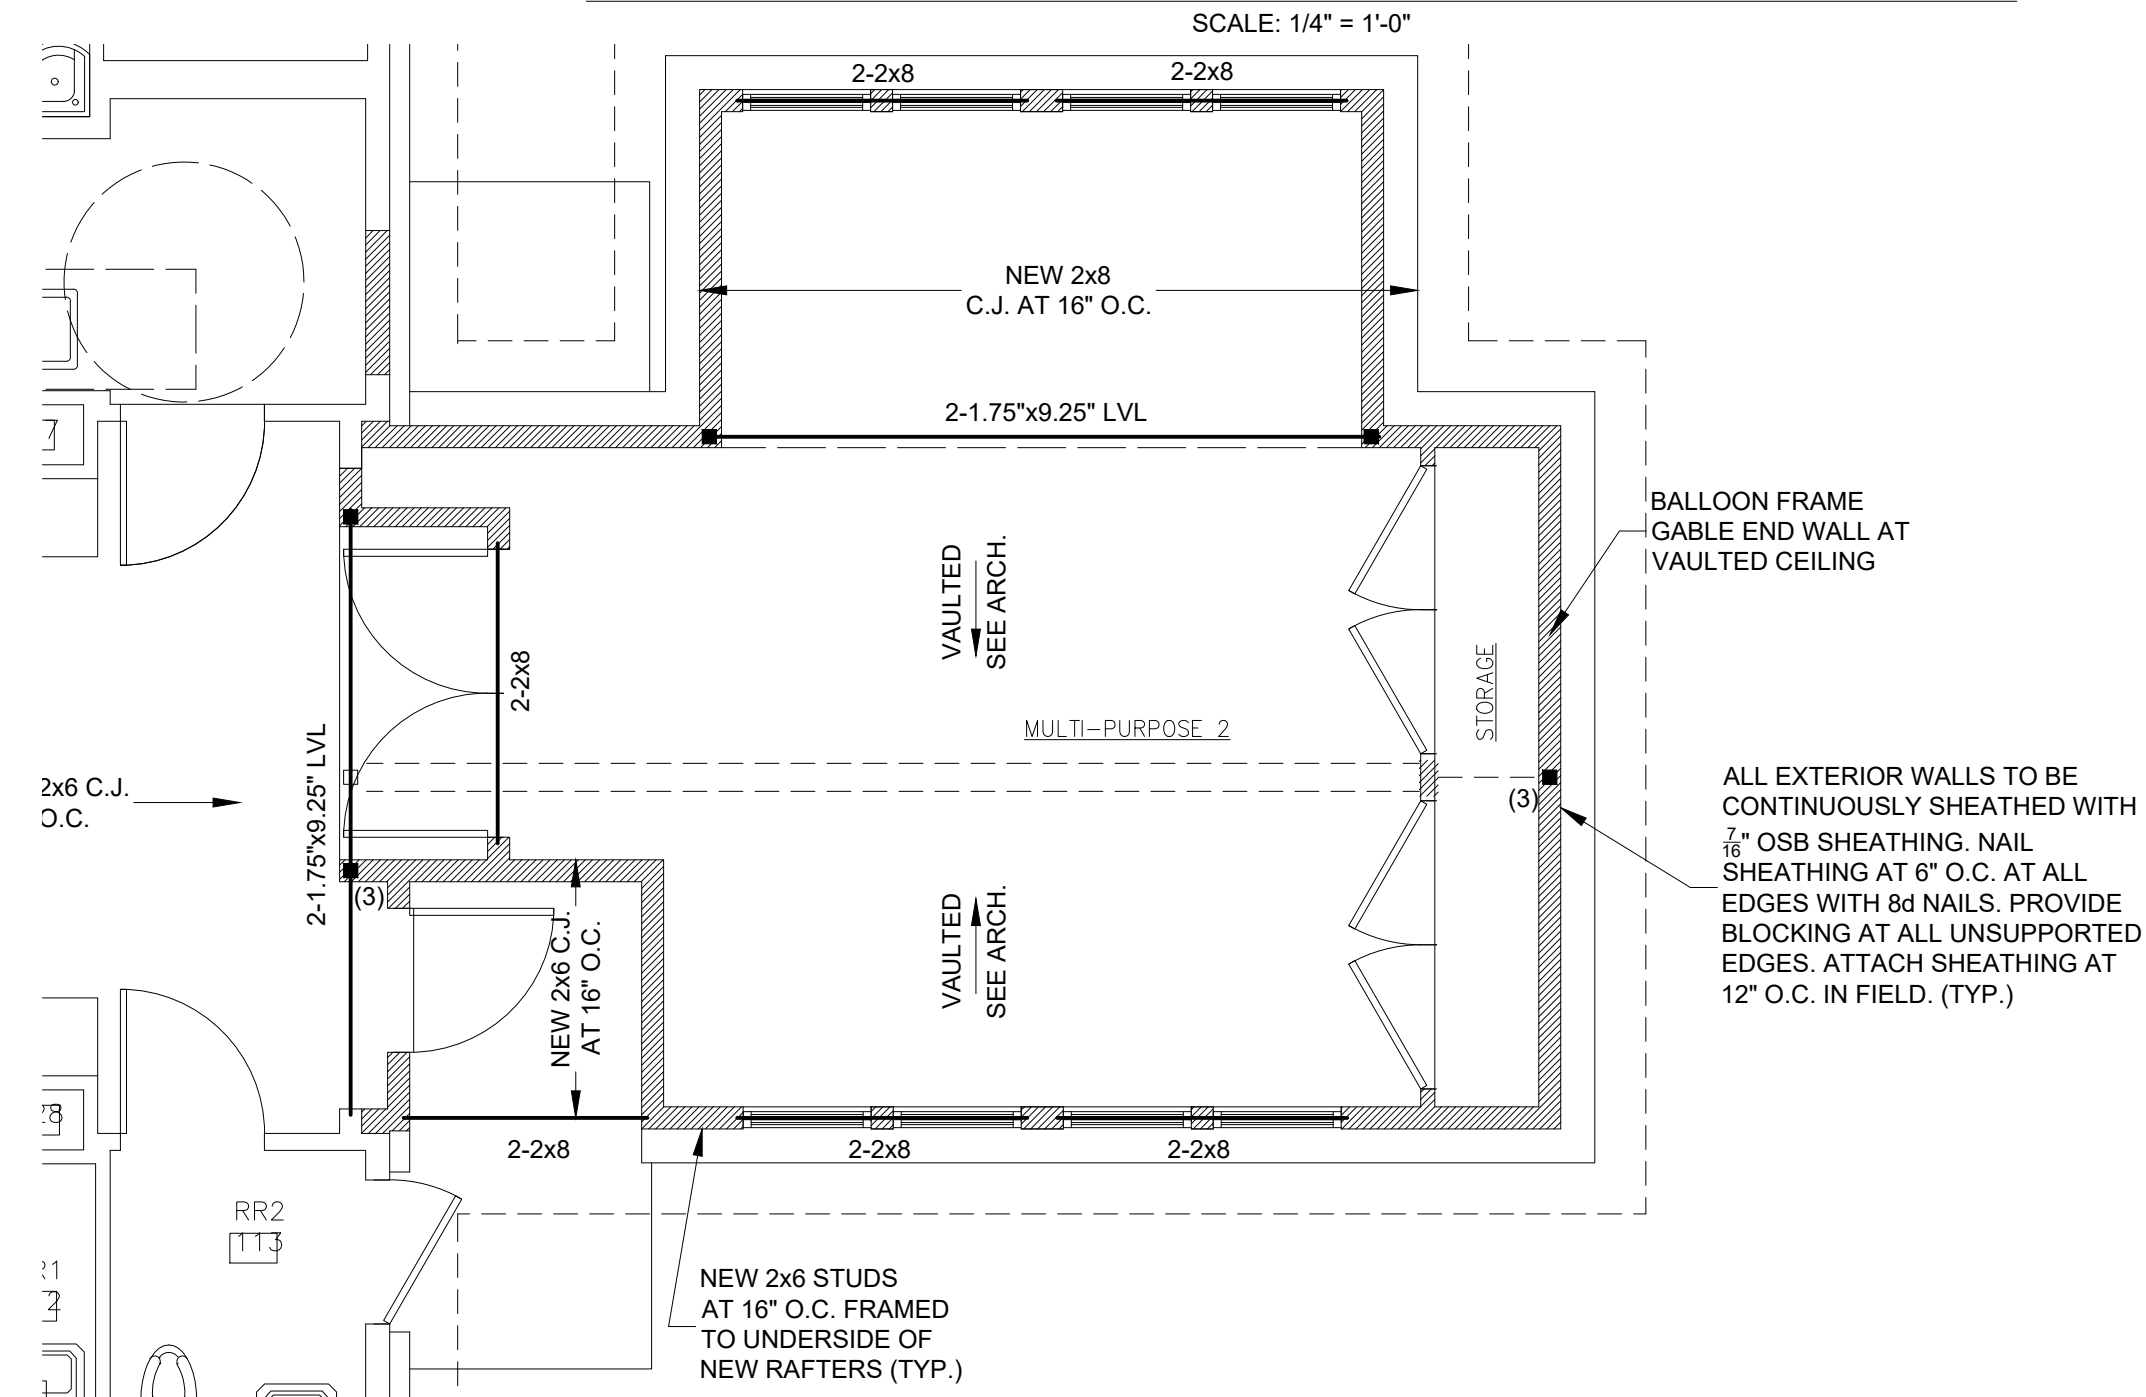 SCALE: 1/4" = 1'-0"
2-2x8
2-2x8
NEW 2x8
C.J. AT 16" O.C.
2-1.75"x9.25" LVL
7
BALLOON FRAME
GABLE END WALL AT
VAULTED CEILING
VAULTED
SEE ARCH.
2-2x8
STORAGE
MULTI-PURPOSE 2
2-1.75"x9.25" LVL
2x6 C.J.
O.C.
(3)
(3)
ALL EXTERIOR WALLS TO BE
CONTINUOUSLY SHEATHED WITH
7/16" OSB SHEATHING. NAIL
SHEATHING AT 6" O.C. AT ALL
EDGES WITH 8d NAILS. PROVIDE
BLOCKING AT ALL UNSUPPORTED
EDGES. ATTACH SHEATHING AT
12" O.C. IN FIELD. (TYP.)
VAULTED
SEE ARCH.
NEW 2x6 C.J.
AT 16" O.C.
28
2-2x8
2-2x8
2-2x8
RR2
113
R1
2
NEW 2x6 STUDS
AT 16" O.C. FRAMED
TO UNDERSIDE OF
NEW RAFTERS (TYP.)